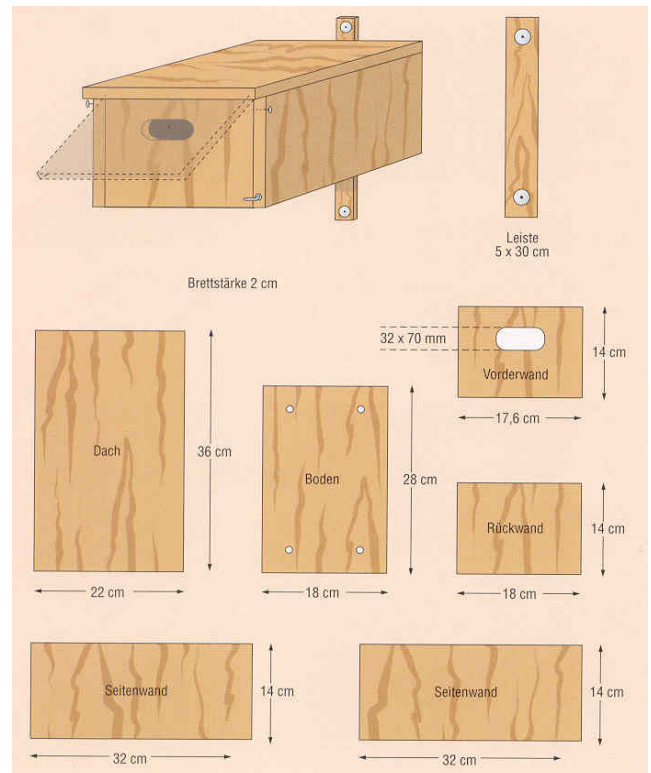 Leiste
5 x 30 cm
Brettstärke 2 cm
32 x 70 mm
Vorderwand
14 cm
17,6 cm
Dach
36 cm
22 cm
Boden
28 cm
18 cm
Rückwand
14 cm
18 cm
Seitenwand
14 cm
32 cm
Seitenwand
14 cm
32 cm